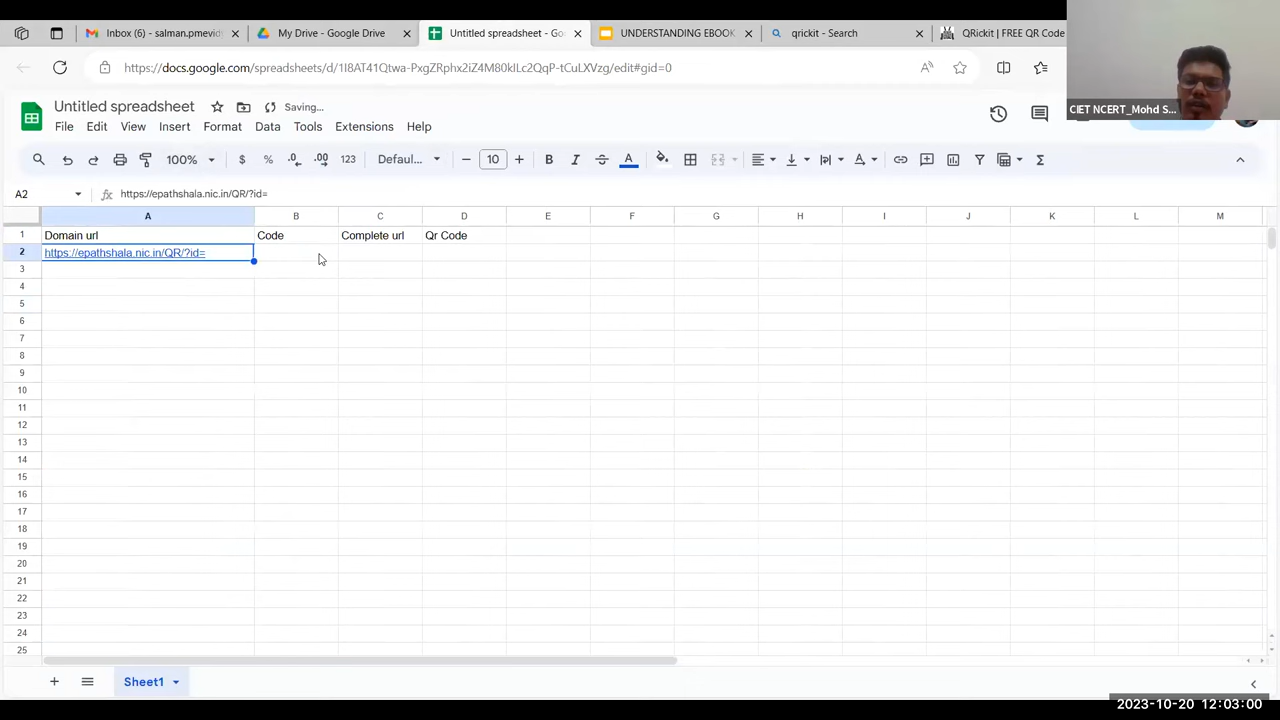 Inbox (6) - salman.pmevid
My Drive - Google Drive
Untitled spreadsheet - Go
UNDERSTANDING EBOOK
qrickit - Search
QRickit | FREE QR Code
https://docs.google.com/spreadsheets/d/1I8AT41Qtwa-PxgZRphx2iZ4M80kILc2QqP-tCuLXVzg/edit#gid=0
CIET NCERT_Mohd S...
Untitled spreadsheet
Saving...
File Edit View Insert Format Data Tools Extensions Help
100% $ % .0 .00 123 Defaul... 10 B I A
A2 fx https://epathshala.nic.in/QR/?id=
A B C D E F G H I J K L M
1 Domain url Code Complete url Qr Code
2 https://epathshala.nic.in/QR/?id=
3
4
5
6
7
8
9
10
11
12
13
14
15
16
17
18
19
20
21
22
23
24
25
Sheet1
2023-10-20 12:03:00